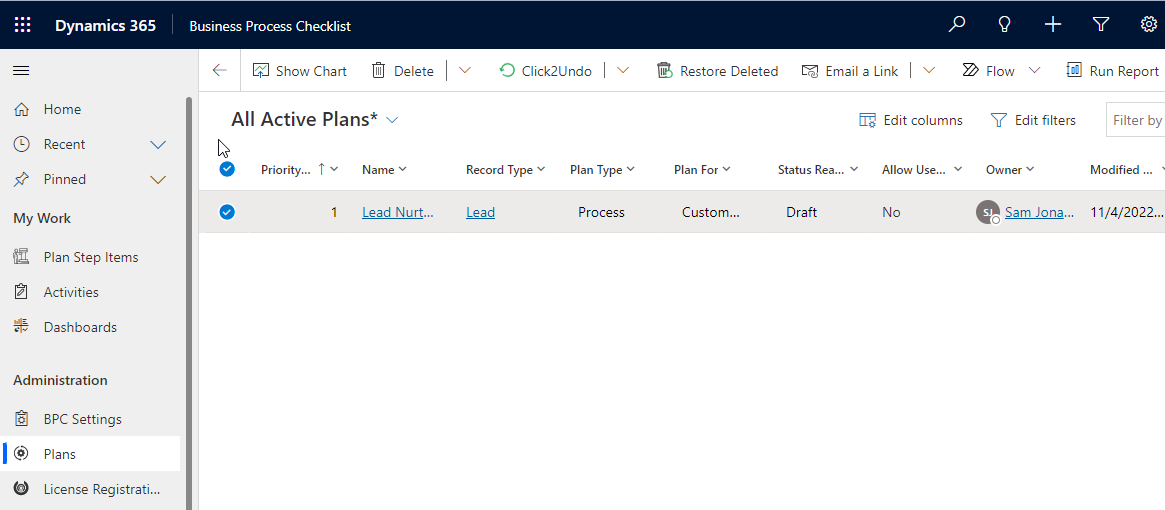 Dynamics 365 Business Process Checklist
Show Chart Delete Click2Undo Restore Deleted Email a Link Flow Run Report
Home
Recent
Pinned
My Work
Plan Step Items
Activities
Dashboards
Administration
BPC Settings
Plans
License Registrati...
All Active Plans*
Edit columns Edit filters Filter by
Priority... Name Record Type Plan Type Plan For Status Rea... Allow Use... Owner Modified ...
1 Lead Nurt... Lead Process Custom... Draft No SJ Sam Jona... 11/4/2022...